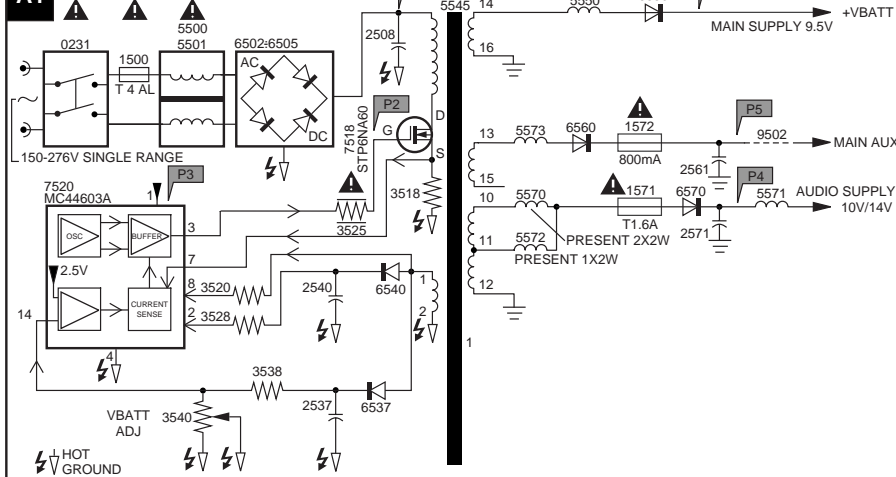 5500
0231
5501
6502÷6505
AC
DC
1500
T 4 AL
2508
150-276V SINGLE RANGE
7518
STP6NA60
P2
G
D
S
3518
3525
P3
7520
MC44603A
1
OSC
BUFFER
3
7
2.5V
8
3520
CURRENT
SENSE
2
3528
14
4
2540
6540
1
2
3538
2537
6537
VBATT
ADJ
3540
HOT
GROUND
5545
14
5550
16
+VBATT
MAIN SUPPLY 9.5V
13
5573
6560
1572
800mA
P5
9502
MAIN AUX
2561
15
10
5570
1571
T1.6A
6570
P4
5571
AUDIO SUPPLY
10V/14V
2571
11
5572
PRESENT 2X2W
PRESENT 1X2W
12
1